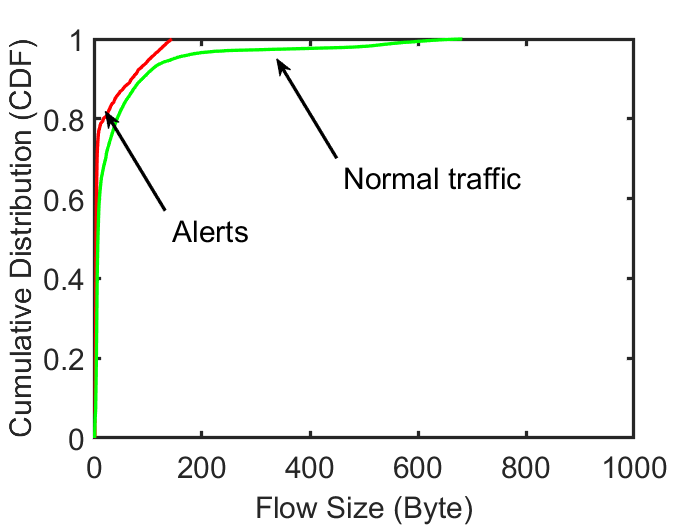 Cumulative Distribution (CDF)
1
0.8
0.6
0.4
0.2
0
Normal traffic
Alerts
0 200 400 600 800 1000
Flow Size (Byte)